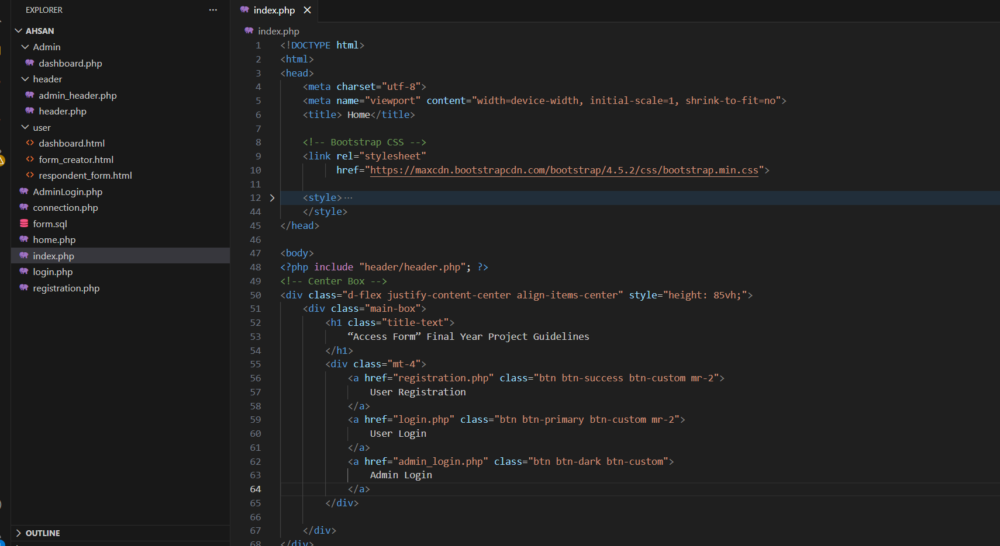 EXPLORER
···
AHSAN
Admin
dashboard.php
header
admin_header.php
header.php
user
dashboard.html
form_creator.html
respondent_form.html
AdminLogin.php
connection.php
form.sql
home.php
index.php
login.php
registration.php
OUTLINE
index.php
index.php
1 <!DOCTYPE html>
2 <html>
3 <head>
4 <meta charset="utf-8">
5 <meta name="viewport" content="width=device-width, initial-scale=1, shrink-to-fit=no">
6 <title> Home</title>
7
8 <!-- Bootstrap CSS -->
9 <link rel="stylesheet"
10 href="https://maxcdn.bootstrapcdn.com/bootstrap/4.5.2/css/bootstrap.min.css">
11
12 <style>···
44 </style>
45 </head>
46
47 <body>
48 <?php include "header/header.php"; ?>
49 <!-- Center Box -->
50 <div class="d-flex justify-content-center align-items-center" style="height: 85vh;">
51 <div class="main-box">
52 <h1 class="title-text">
53 “Access Form” Final Year Project Guidelines
54 </h1>
55 <div class="mt-4">
56 <a href="registration.php" class="btn btn-success btn-custom mr-2">
57 User Registration
58 </a>
59 <a href="login.php" class="btn btn-primary btn-custom mr-2">
60 User Login
61 </a>
62 <a href="admin_login.php" class="btn btn-dark btn-custom">
63 Admin Login
64 </a>
65 </div>
66
67 </div>
68 </div>